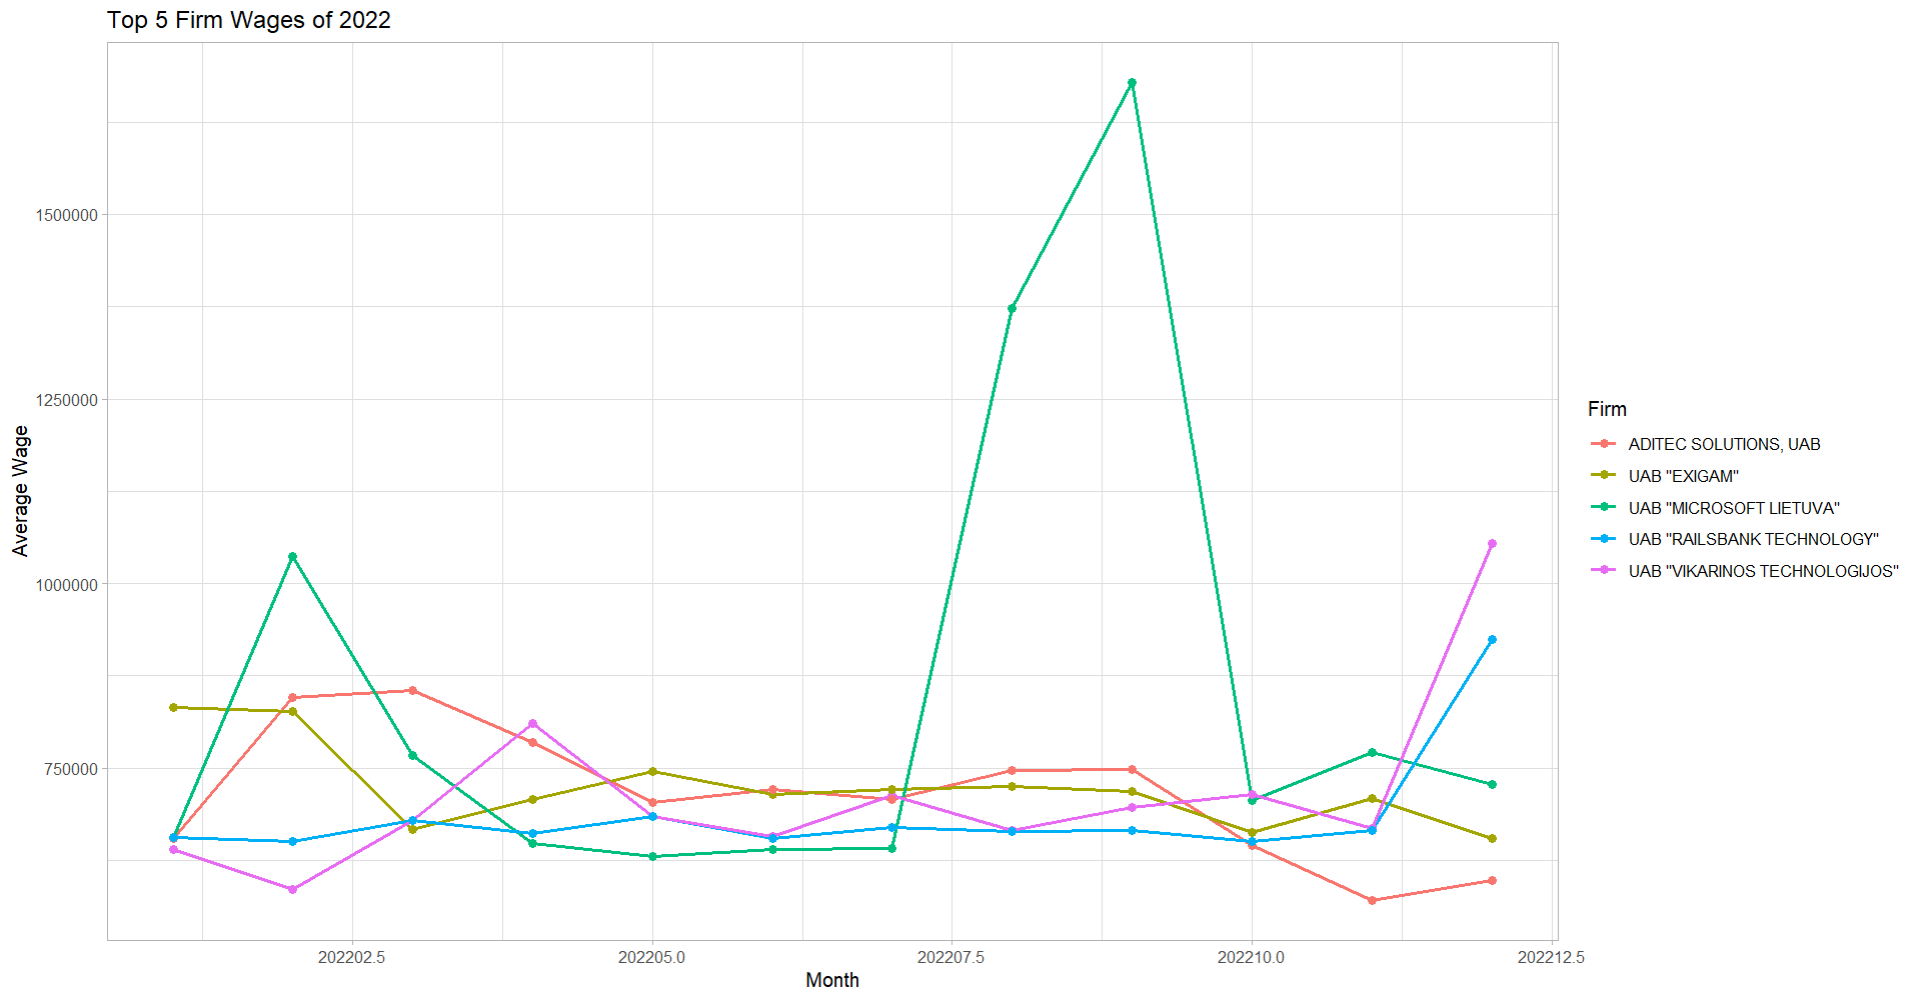 Top 5 Firm Wages of 2022
Average Wage
1500000
1250000
1000000
750000
202202.5
202205.0
202207.5
202210.0
202212.5
Month
Firm
ADITEC SOLUTIONS, UAB
UAB "EXIGAM"
UAB "MICROSOFT LIETUVA"
UAB "RAILSBANK TECHNOLOGY"
UAB "VIKARINOS TECHNOLOGIJOS"